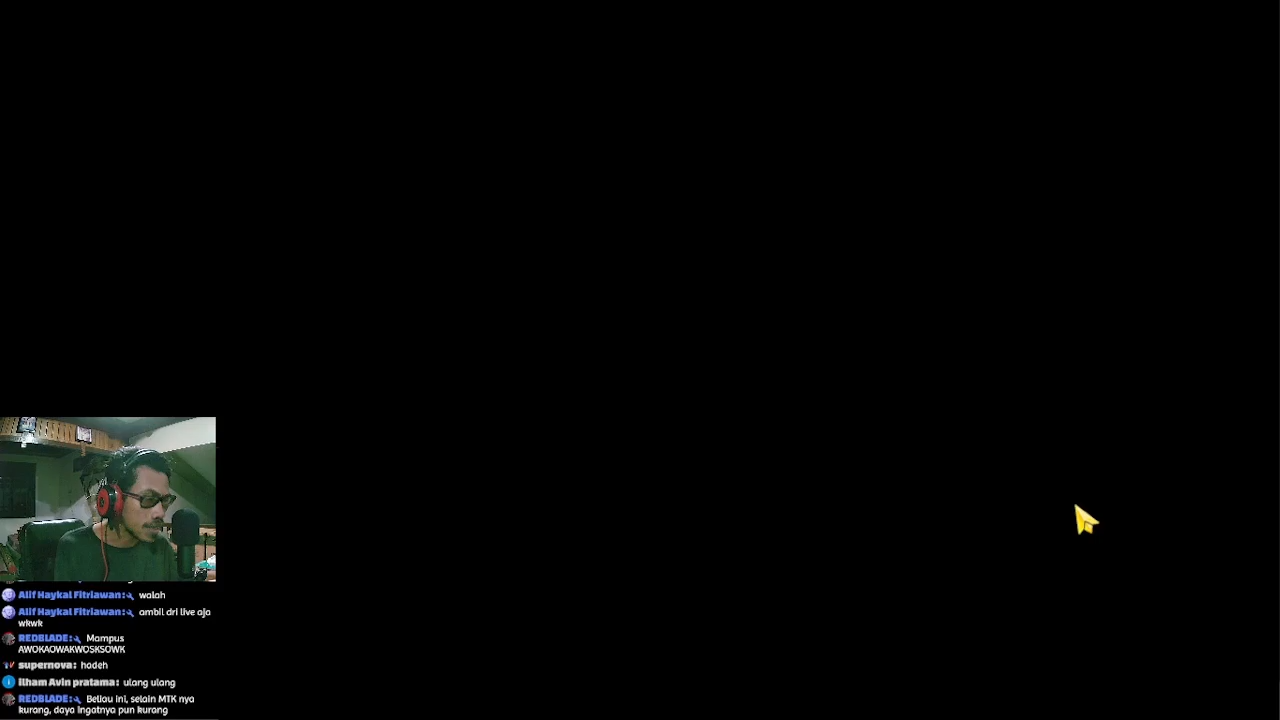 Alif Haykal Fitriawan: walah
Alif Haykal Fitriawan: ambil dri live aja
wkwk
REDBLADE: Mampus
AWOKAOWAKWOSKSOWK
supernova: hadeh
ilham Avin pratama: ulang ulang
REDBLADE: Beliau ini, selain MTK nya
kurang, daya ingatnya pun kurang